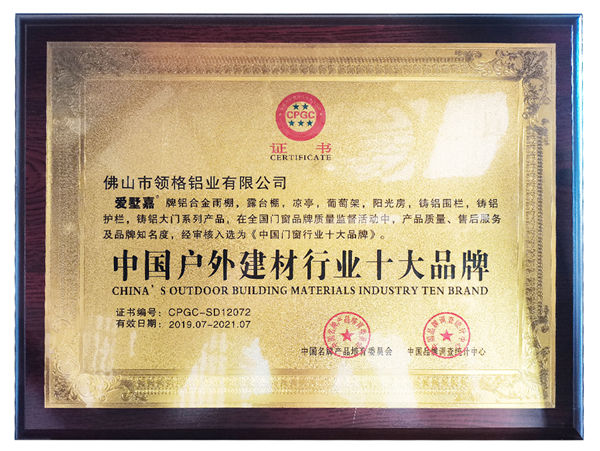 CPGC
证书
CERTIFICATE
佛山市领格铝业有限公司
爱墅嘉® 牌铝合金雨棚，露台棚，凉亭，葡萄架，阳光房，铸铝围栏，铸铝
护栏，铸铝大门系列产品，在全国门窗品牌质量监督活动中，产品质量、售后服务
及品牌知名度，经审核入选为《中国门窗行业十大品牌》。
中国户外建材行业十大品牌
CHINA'S OUTDOOR BUILDING MATERIALS INDUSTRY TEN BRAND
证书编号：CPGC-SD12072
有效日期：2019.07-2021.07
中国名牌产品培育委员会 中国品牌调查统计中心